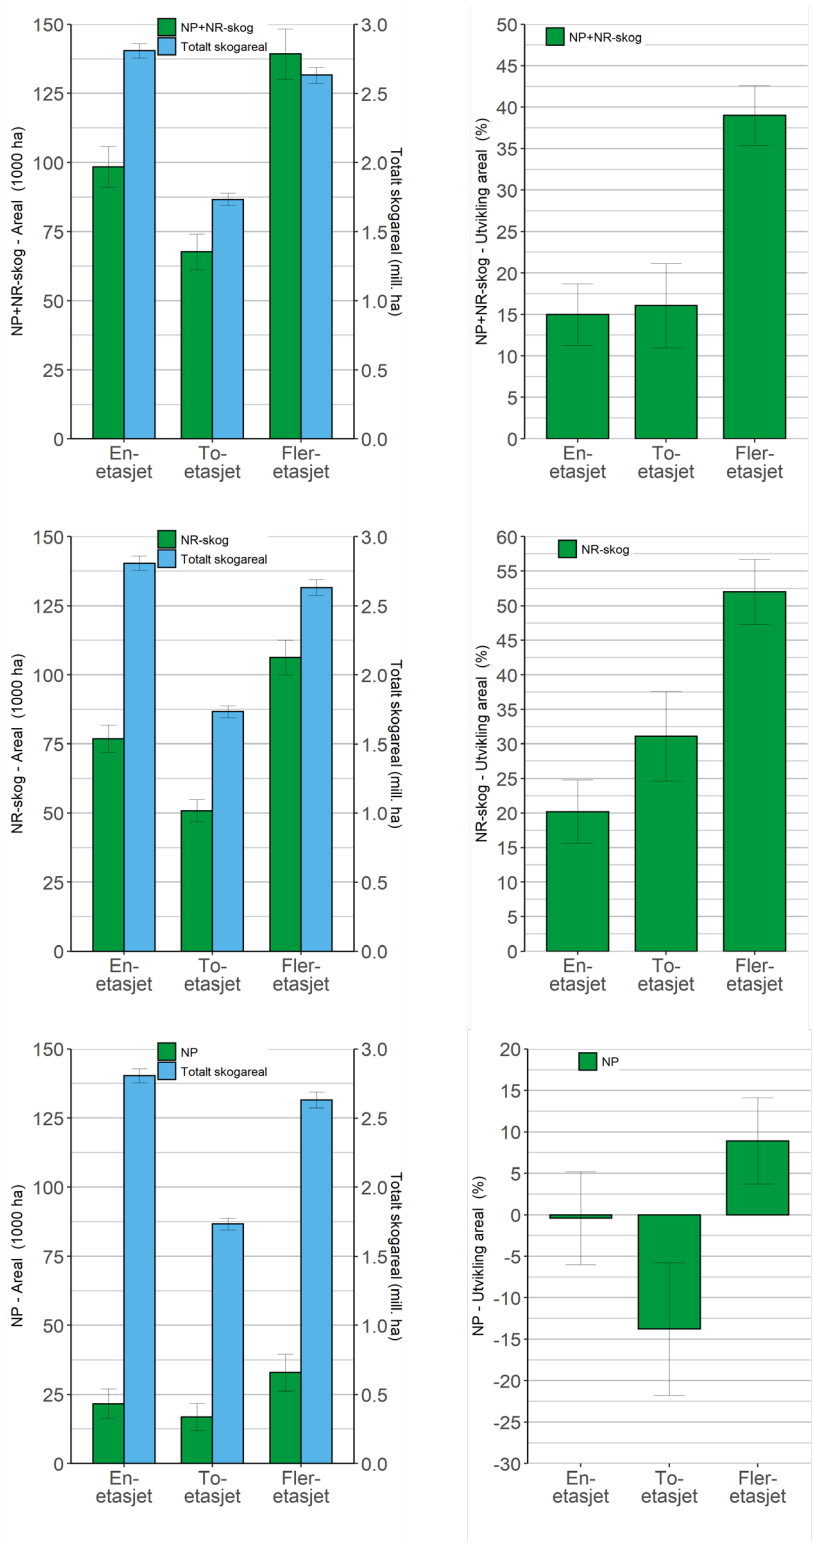 NP+NR-skog
Totalt skogareal
NP+NR-skog - Areal (1000 ha)
150
125
100
75
50
25
0
3.0
2.5
2.0
1.5
1.0
0.5
0.0
Totalt skogareal (mill. ha)
En-
etasjet
To-
etasjet
Fler-
etasjet
NP+NR-skog
NP+NR-skog - Utvikling areal (%)
50
45
40
35
30
25
20
15
10
5
0
En-
etasjet
To-
etasjet
Fler-
etasjet
NR-skog
Totalt skogareal
NR-skog - Areal (1000 ha)
150
125
100
75
50
25
0
3.0
2.5
2.0
1.5
1.0
0.5
0.0
Totalt skogareal (mill. ha)
En-
etasjet
To-
etasjet
Fler-
etasjet
NR-skog
NR-skog - Utvikling areal (%)
60
55
50
45
40
35
30
25
20
15
10
5
0
En-
etasjet
To-
etasjet
Fler-
etasjet
NP
Totalt skogareal
NP - Areal (1000 ha)
150
125
100
75
50
25
0
3.0
2.5
2.0
1.5
1.0
0.5
0.0
Totalt skogareal (mill. ha)
En-
etasjet
To-
etasjet
Fler-
etasjet
NP
NP - Utvikling areal (%)
20
15
10
5
0
-5
-10
-15
-20
-25
-30
En-
etasjet
To-
etasjet
Fler-
etasjet